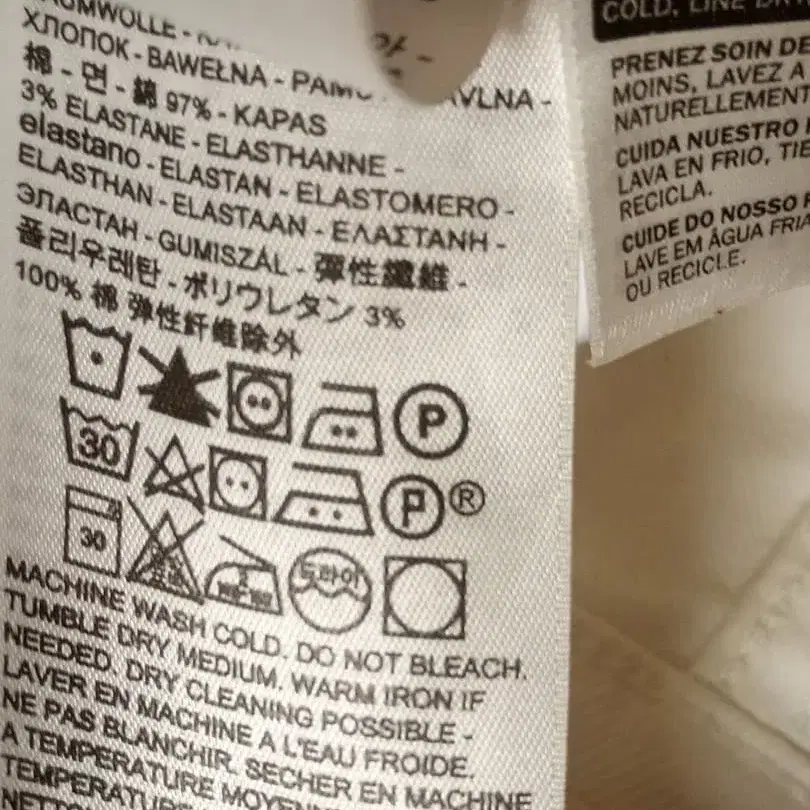 ХЛОПОК - BAWEŁNA -
棉 - 면 - 綿 97% - KAPAS
3% ELASTANE - ELASTHANNE -
elastano - ELASTAN - ELASTOMERO -
ELASTHAN - ELASTAAN - ΕΛΑΣΤΑΝΗ -
ЭЛАСТАН - GUMISZÁL - 彈性纖維 -
폴리우레탄 - ポリウレタン 3%
100% 棉 弹性纤维除外
P
30
P ®
30
드라이
MACHINE WASH COLD. DO NOT BLEACH.
TUMBLE DRY MEDIUM. WARM IRON IF
NEEDED. DRY CLEANING POSSIBLE -
LAVER EN MACHINE A L'EAU FROIDE.
NE PAS BLANCHIR. SECHER EN MACHINE
A TEMPERATURE
TEMPERATURE
COLD, LINE
PRENEZ SOIN DE
MOINS, LAVEZ A
NATURELLEMENT
CUIDA NUESTRO
LAVA EN FRIO,
RECICLA.
CUIDE DO NOSSO
LAVE EM ÁGUA FRIA
OU RECICLE.